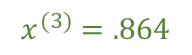 x⁽³⁾ = .864